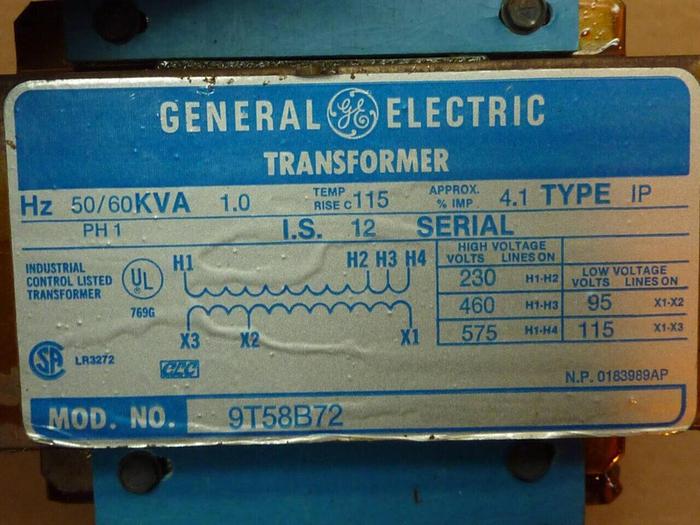 GENERAL GE ELECTRIC
TRANSFORMER
Hz 50/60 KVA 1.0 TEMP RISE C 115 APPROX. % IMP 4.1 TYPE IP
PH 1 I.S. 12 SERIAL
INDUSTRIAL
CONTROL LISTED
TRANSFORMER
UL
769G
SA
LR3272
H1 H2 H3 H4
X3 X2 X1
HIGH VOLTAGE
VOLTS LINES ON
230 H1-H2
460 H1-H3
575 H1-H4
LOW VOLTAGE
VOLTS LINES ON
95 X1-X2
115 X1-X3
N.P. 0183989AP
MOD. NO. 9T58B72